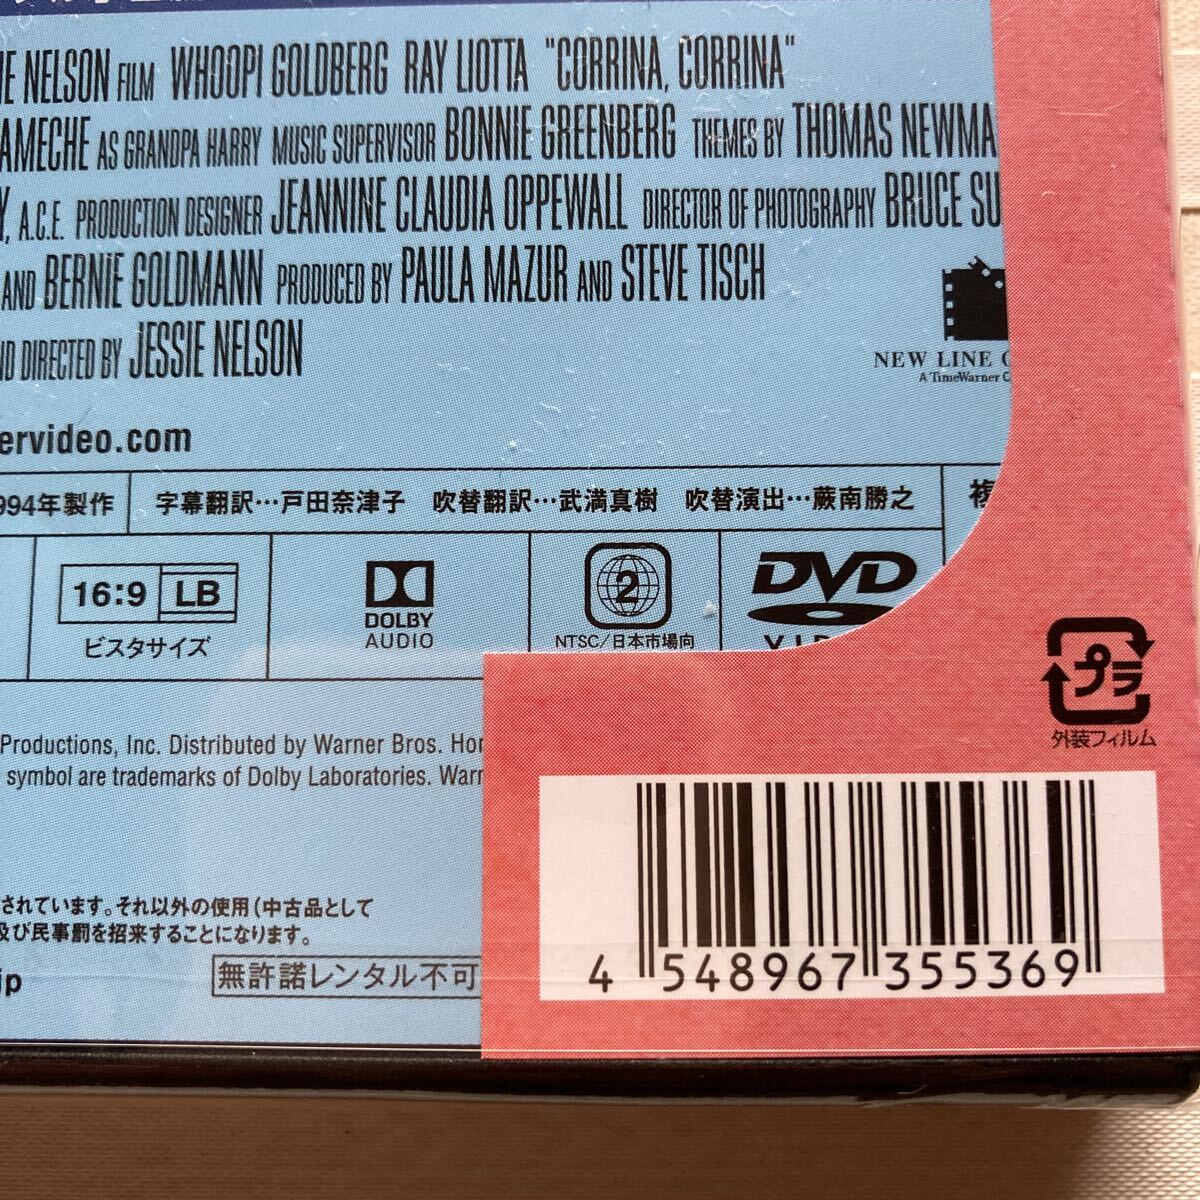 NELSON FILM WHOOPI GOLDBERG RAY LIOTTA "CORRINA, CORRINA"
AMECHE AS GRANDPA HARRY MUSIC SUPERVISOR BONNIE GREENBERG THEMES BY THOMAS NEWMA
, A.C.E. PRODUCTION DESIGNER JEANNINE CLAUDIA OPPEWALL DIRECTOR OF PHOTOGRAPHY BRUCE SU
AND BERNIE GOLDMANN PRODUCED BY PAULA MAZUR AND STEVE TISCH
ND DIRECTED BY JESSIE NELSON
NEW LINE C
A TimeWarner C
ervideo.com
994年製作
字幕翻訳…戸田奈津子 吹替翻訳…武満真樹 吹替演出…蕨南勝之
複
16:9 LB
ビスタサイズ
DOLBY
AUDIO
2
NTSC/日本市場向
DVD
プラ
外装フィルム
Productions, Inc. Distributed by Warner Bros. Hor
symbol are trademarks of Dolby Laboratories. Warr
されています。それ以外の使用(中古品として
及び民事罰を招来することになります。
jp
無許諾レンタル不可
4 548967 355369